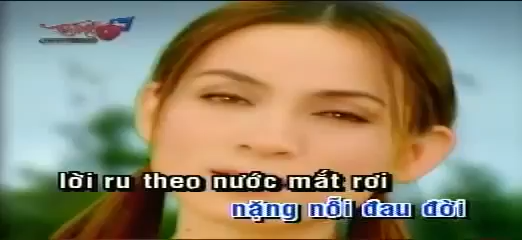 lời ru theo nước mắt rơi
nặng nỗi đau đời